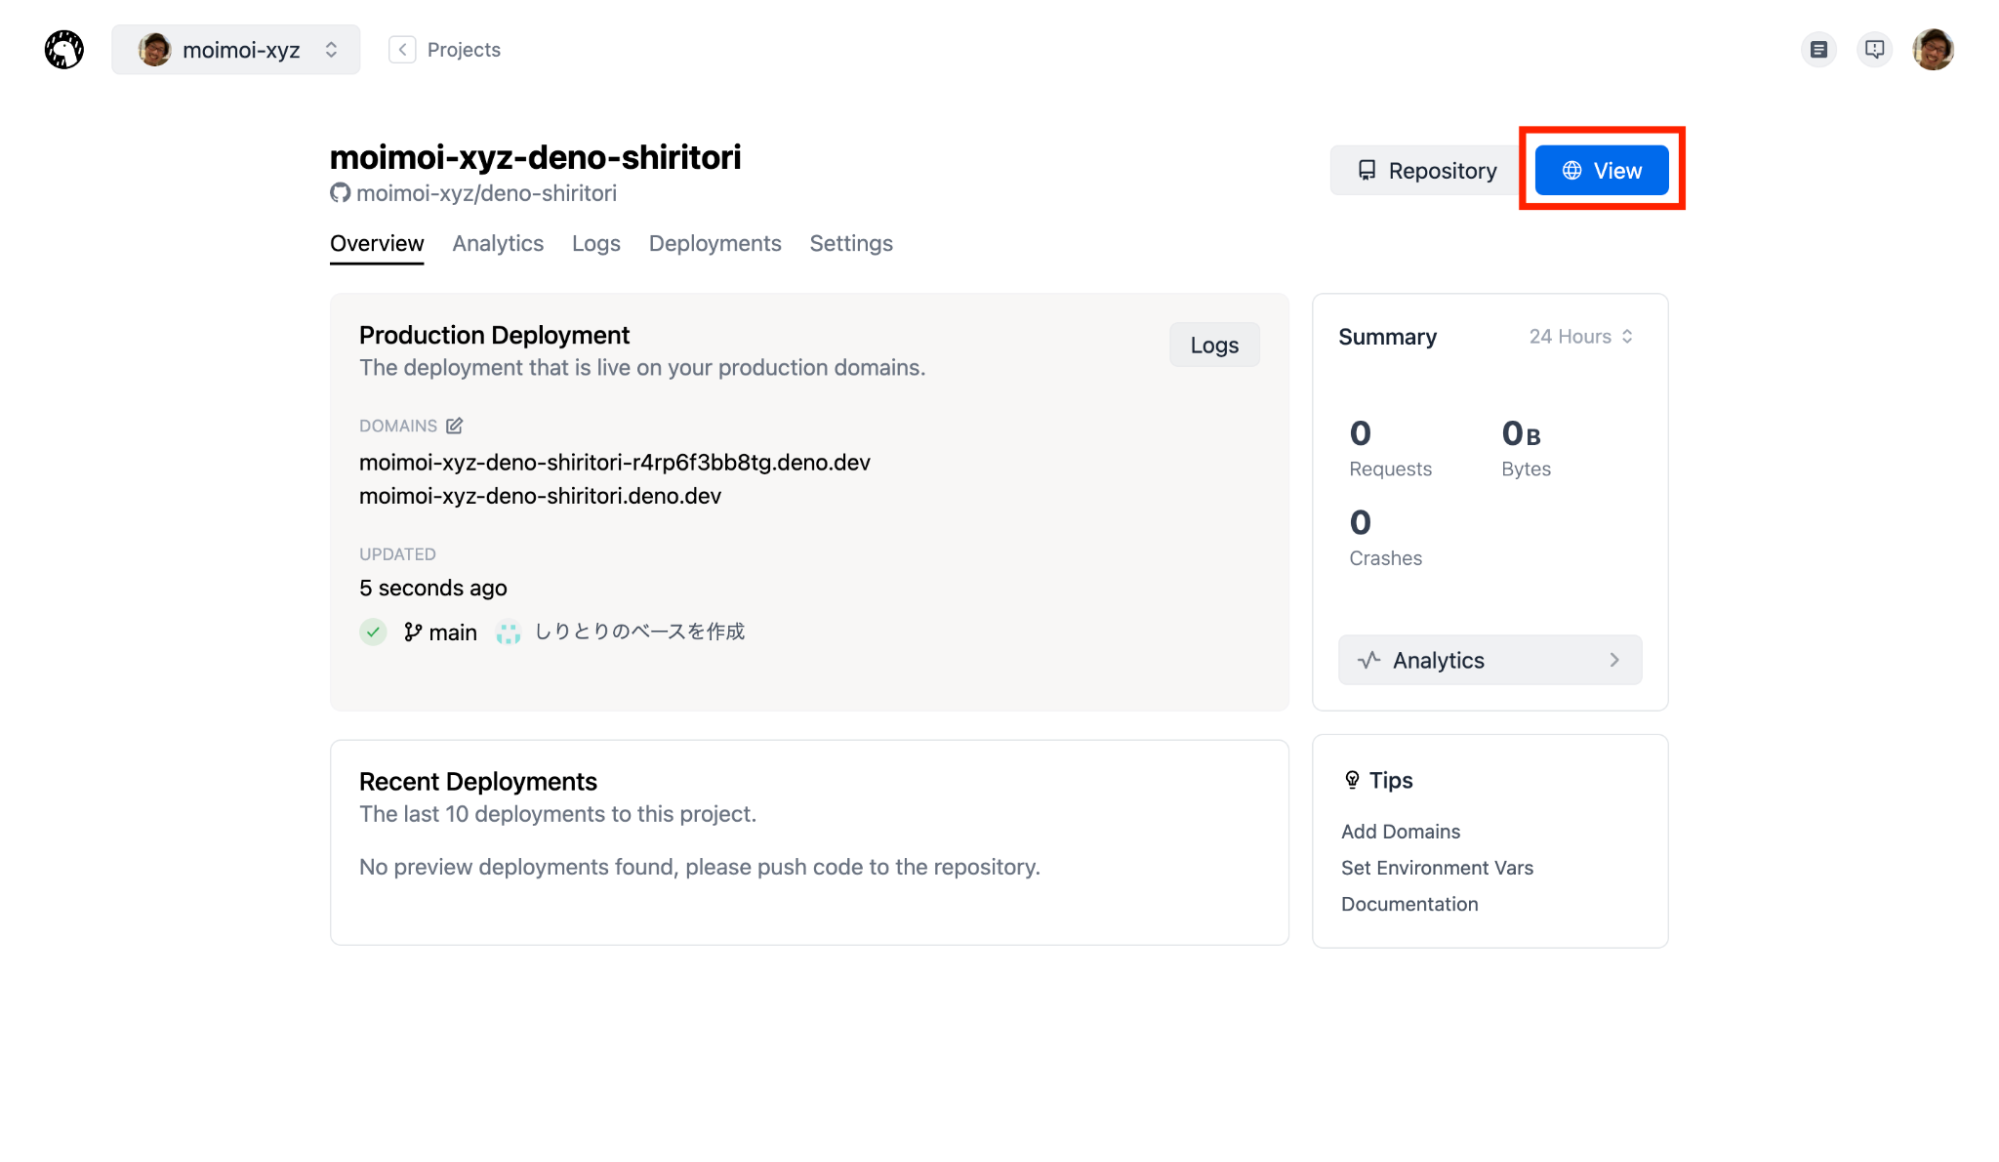 moimoi-xyz
Projects
moimoi-xyz-deno-shiritori
moimoi-xyz/deno-shiritori
Repository
View
Overview
Analytics
Logs
Deployments
Settings
Production Deployment
The deployment that is live on your production domains.
Logs
DOMAINS
moimoi-xyz-deno-shiritori-r4rp6f3bb8tg.deno.dev
moimoi-xyz-deno-shiritori.deno.dev
UPDATED
5 seconds ago
main しりとりのベースを作成
Summary
24 Hours
0
Requests
0B
Bytes
0
Crashes
Analytics
Recent Deployments
The last 10 deployments to this project.
No preview deployments found, please push code to the repository.
Tips
Add Domains
Set Environment Vars
Documentation